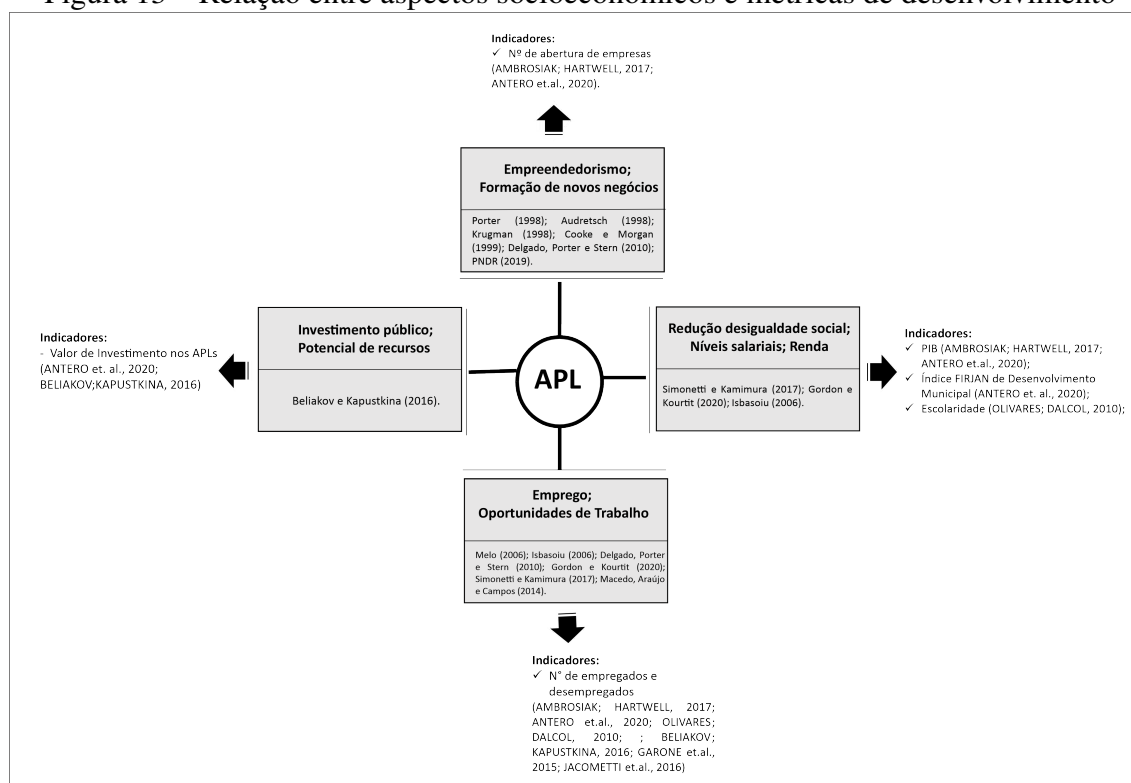 Figura 13 – Relação entre aspectos socioeconômicos e métricas de desenvolvimento
Indicadores:
✓ Nº de abertura de empresas
(AMBROSIAK; HARTWELL, 2017;
ANTERO et.al., 2020).
Empreendedorismo;
Formação de novos negócios
Porter (1998); Audretsch (1998);
Krugman (1998); Cooke e Morgan
(1999); Delgado, Porter e Stern (2010);
PNDR (2019).
Indicadores:
- Valor de Investimento nos APLs
(ANTERO et. al., 2020;
BELIAKOV;KAPUSTKINA, 2016)
Investimento público;
Potencial de recursos
Beliakov e Kapustkina (2016).
APL
Redução desigualdade social;
Níveis salariais; Renda
Simonetti e Kamimura (2017); Gordon e
Kourtit (2020); Isbasoiu (2006).
Indicadores:
✓ PIB (AMBROSIAK; HARTWELL, 2017;
ANTERO et.al., 2020);
✓ Índice FIRJAN de Desenvolvimento
Municipal (ANTERO et. al., 2020);
✓ Escolaridade (OLIVARES; DALCOL, 2010);
Emprego;
Oportunidades de Trabalho
Melo (2006); Isbasoiu (2006); Delgado, Porter
e Stern (2010); Gordon e Kourtit (2020);
Simonetti e Kamimura (2017); Macedo, Araújo
e Campos (2014).
Indicadores:
✓ N° de empregados e
desempregados
(AMBROSIAK; HARTWELL, 2017;
ANTERO et.al., 2020; OLIVARES;
DALCOL, 2010; ; BELIAKOV;
KAPUSTKINA, 2016; GARONE et.al.,
2015; JACOMETTI et.al., 2016)